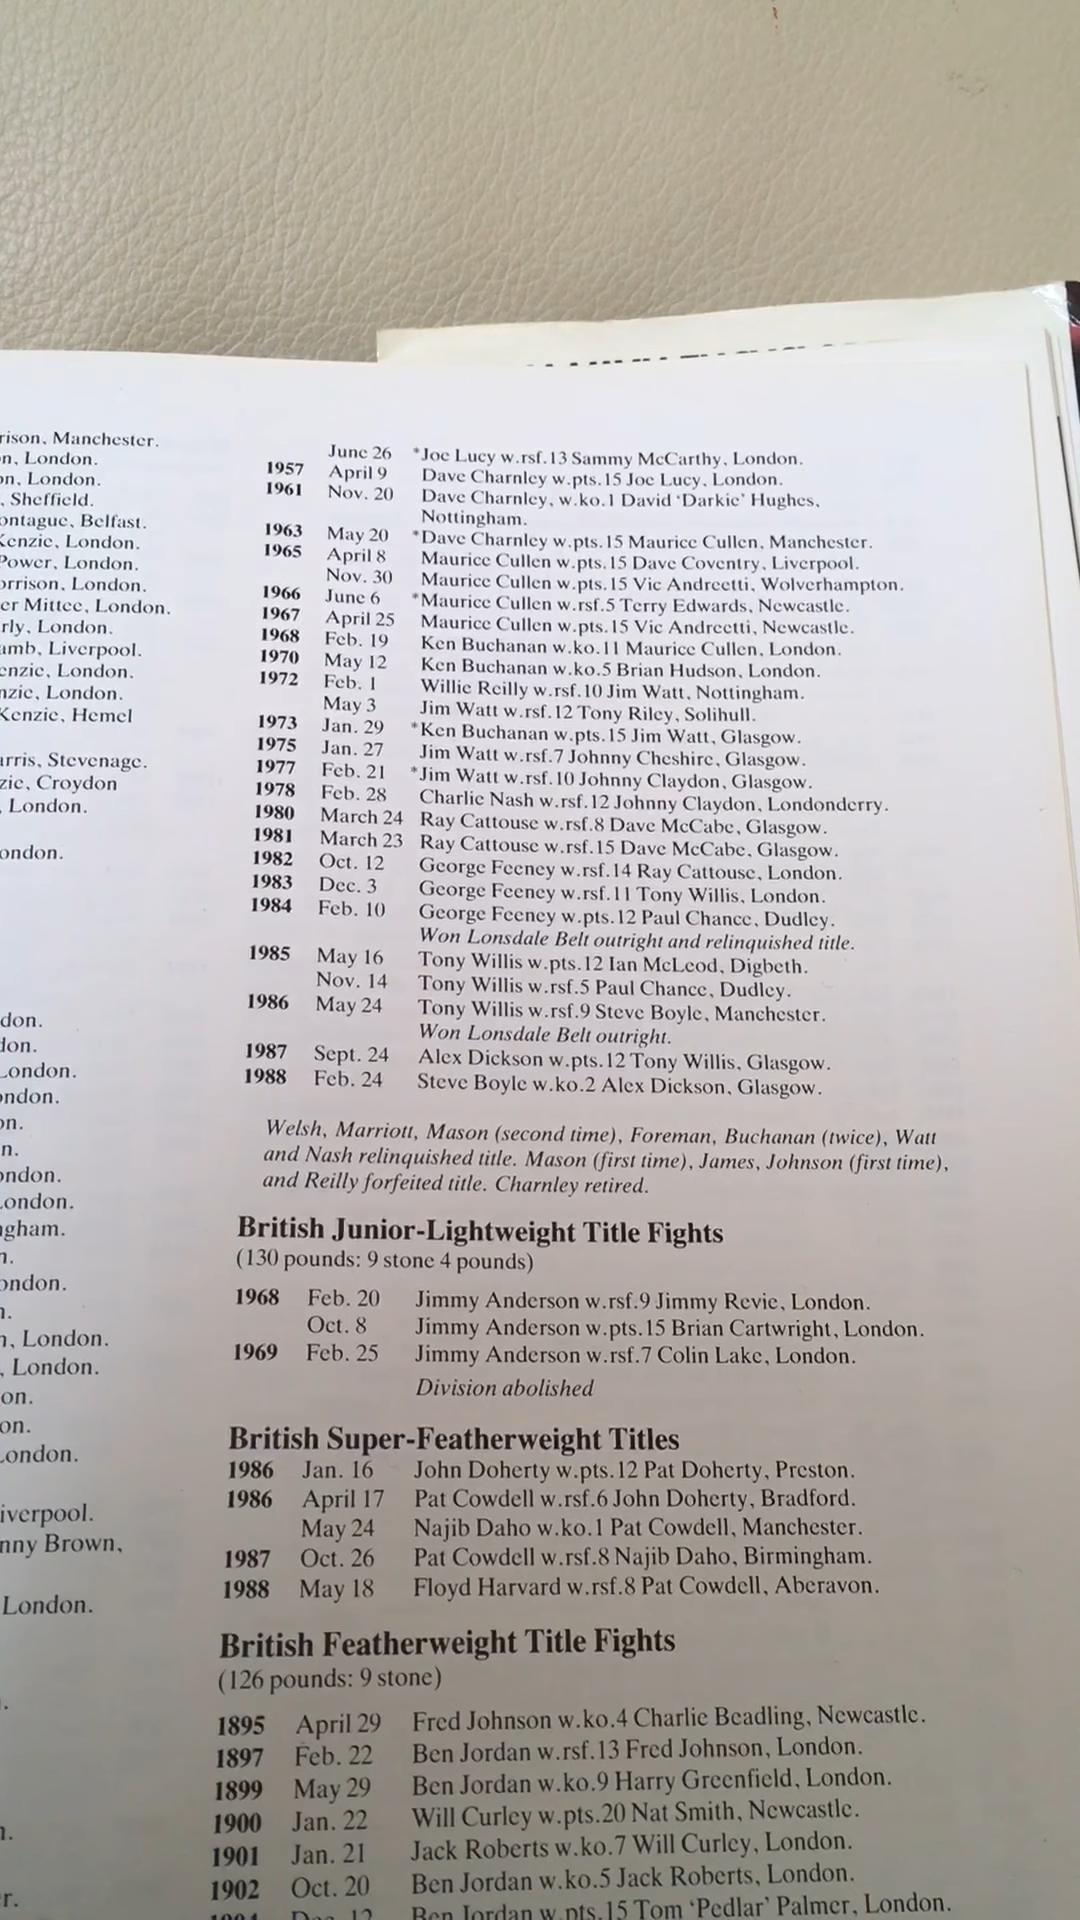 rison, Manchester.
n, London.
on, London.
, Sheffield.
ontague, Belfast.
Kenzie, London.
Power, London.
orrison, London.
er Mittee, London.
rly, London.
amb, Liverpool.
enzie, London.
nzie, London.
Kenzie, Hemel
arris, Stevenage.
zie, Croydon
, London.
ondon.
don.
don.
London.
ondon.
on.
n.
ondon.
London.
ngham.
n.
ondon.
n.
n, London.
, London.
on.
on.
London.
iverpool.
nny Brown,
London.
n.
r.
June 26 *Joe Lucy w.rsf.13 Sammy McCarthy, London.
1957 April 9 Dave Charnley w.pts.15 Joe Lucy, London.
1961 Nov. 20 Dave Charnley, w.ko.1 David ‘Darkie’ Hughes,
Nottingham.
1963 May 20 *Dave Charnley w.pts.15 Maurice Cullen, Manchester.
1965 April 8 Maurice Cullen w.pts.15 Dave Coventry, Liverpool.
Nov. 30 Maurice Cullen w.pts.15 Vic Andreetti, Wolverhampton.
1966 June 6 *Maurice Cullen w.rsf.5 Terry Edwards, Newcastle.
1967 April 25 Maurice Cullen w.pts.15 Vic Andreetti, Newcastle.
1968 Feb. 19 Ken Buchanan w.ko.11 Maurice Cullen, London.
1970 May 12 Ken Buchanan w.ko.5 Brian Hudson, London.
1972 Feb. 1 Willie Reilly w.rsf.10 Jim Watt, Nottingham.
May 3 Jim Watt w.rsf.12 Tony Riley, Solihull.
1973 Jan. 29 *Ken Buchanan w.pts.15 Jim Watt, Glasgow.
1975 Jan. 27 Jim Watt w.rsf.7 Johnny Cheshire, Glasgow.
1977 Feb. 21 *Jim Watt w.rsf.10 Johnny Claydon, Glasgow.
1978 Feb. 28 Charlie Nash w.rsf.12 Johnny Claydon, Londonderry.
1980 March 24 Ray Cattouse w.rsf.8 Dave McCabe, Glasgow.
1981 March 23 Ray Cattouse w.rsf.15 Dave McCabe, Glasgow.
1982 Oct. 12 George Feeney w.rsf.14 Ray Cattouse, London.
1983 Dec. 3 George Feeney w.rsf.11 Tony Willis, London.
1984 Feb. 10 George Feeney w.pts.12 Paul Chance, Dudley.
Won Lonsdale Belt outright and relinquished title.
1985 May 16 Tony Willis w.pts.12 Ian McLeod, Digbeth.
Nov. 14 Tony Willis w.rsf.5 Paul Chance, Dudley.
1986 May 24 Tony Willis w.rsf.9 Steve Boyle, Manchester.
Won Lonsdale Belt outright.
1987 Sept. 24 Alex Dickson w.pts.12 Tony Willis, Glasgow.
1988 Feb. 24 Steve Boyle w.ko.2 Alex Dickson, Glasgow.
Welsh, Marriott, Mason (second time), Foreman, Buchanan (twice), Watt
and Nash relinquished title. Mason (first time), James, Johnson (first time),
and Reilly forfeited title. Charnley retired.
British Junior-Lightweight Title Fights
(130 pounds: 9 stone 4 pounds)
1968 Feb. 20 Jimmy Anderson w.rsf.9 Jimmy Revie, London.
Oct. 8 Jimmy Anderson w.pts.15 Brian Cartwright, London.
1969 Feb. 25 Jimmy Anderson w.rsf.7 Colin Lake, London.
Division abolished
British Super-Featherweight Titles
1986 Jan. 16 John Doherty w.pts.12 Pat Doherty, Preston.
1986 April 17 Pat Cowdell w.rsf.6 John Doherty, Bradford.
May 24 Najib Daho w.ko.1 Pat Cowdell, Manchester.
1987 Oct. 26 Pat Cowdell w.rsf.8 Najib Daho, Birmingham.
1988 May 18 Floyd Harvard w.rsf.8 Pat Cowdell, Aberavon.
British Featherweight Title Fights
(126 pounds: 9 stone)
1895 April 29 Fred Johnson w.ko.4 Charlie Beadling, Newcastle.
1897 Feb. 22 Ben Jordan w.rsf.13 Fred Johnson, London.
1899 May 29 Ben Jordan w.ko.9 Harry Greenfield, London.
1900 Jan. 22 Will Curley w.pts.20 Nat Smith, Newcastle.
1901 Jan. 21 Jack Roberts w.ko.7 Will Curley, London.
1902 Oct. 20 Ben Jordan w.ko.5 Jack Roberts, London.
1904 Dec. 12 Ben Jordan w.pts.15 Tom ‘Pedlar’ Palmer, London.